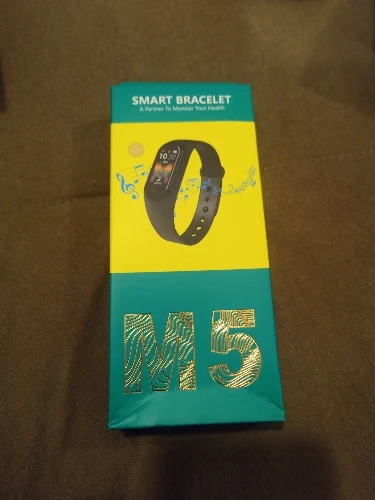 SMART BRACELET
A Partner To Monitor Your Health
M5